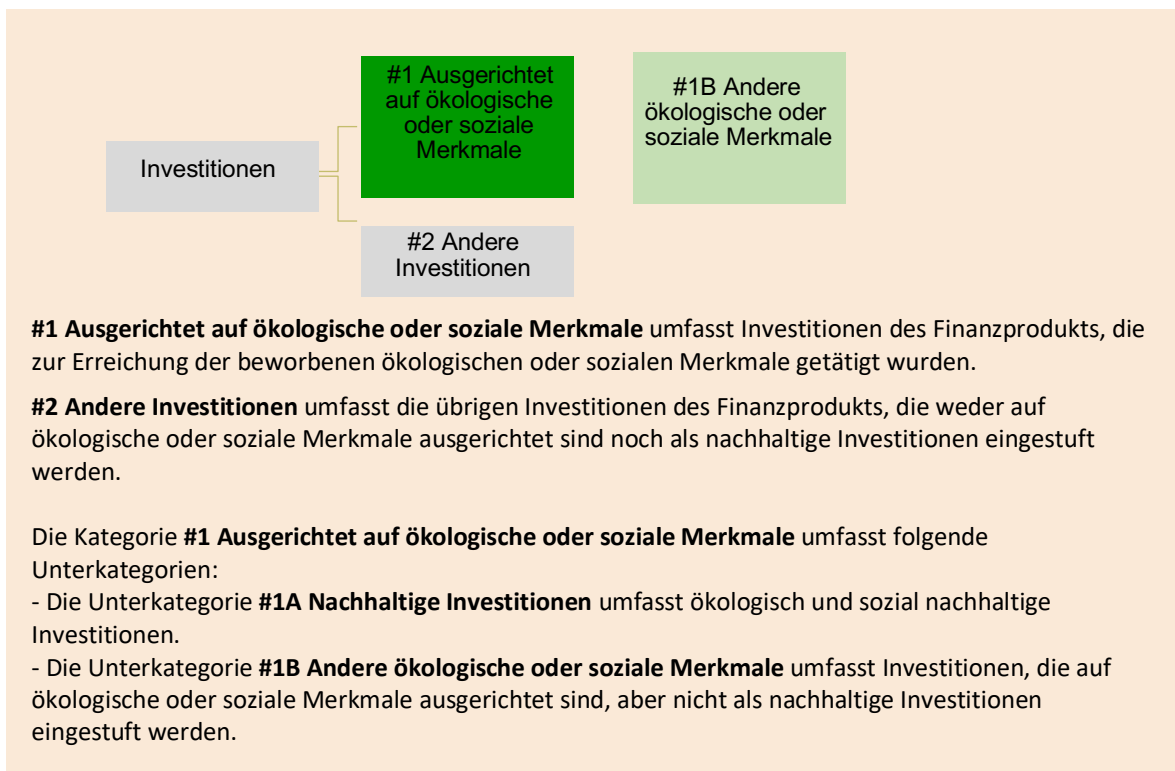 #1 Ausgerichtet
auf ökologische
oder soziale
Merkmale
#1B Andere
ökologische oder
soziale Merkmale
Investitionen
#2 Andere
Investitionen
#1 Ausgerichtet auf ökologische oder soziale Merkmale umfasst Investitionen des Finanzprodukts, die
zur Erreichung der beworbenen ökologischen oder sozialen Merkmale getätigt wurden.
#2 Andere Investitionen umfasst die übrigen Investitionen des Finanzprodukts, die weder auf
ökologische oder soziale Merkmale ausgerichtet sind noch als nachhaltige Investitionen eingestuft
werden.
Die Kategorie #1 Ausgerichtet auf ökologische oder soziale Merkmale umfasst folgende
Unterkategorien:
- Die Unterkategorie #1A Nachhaltige Investitionen umfasst ökologisch und sozial nachhaltige
Investitionen.
- Die Unterkategorie #1B Andere ökologische oder soziale Merkmale umfasst Investitionen, die auf
ökologische oder soziale Merkmale ausgerichtet sind, aber nicht als nachhaltige Investitionen
eingestuft werden.